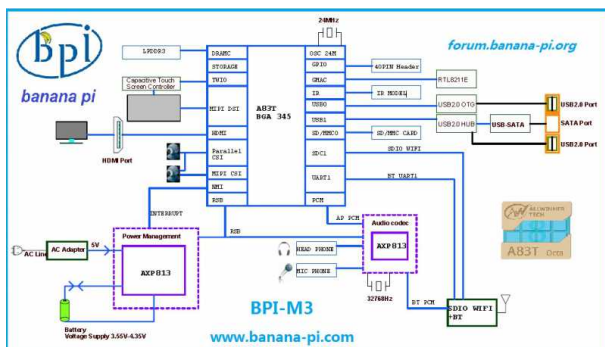 Bpi
banana pi
24MHz
forum.banana-pi.org
LPDDR3
Capacitive Touch
Screen Controller
HDMI Port
DRAMC
STORAGE
TWIO
MIPI DSI
HDMI
Parallel
CSI
MIPI CSI
NMI
RSB
A83T
BGA 345
OSC 24M
GPIO
GMAC
IR
USB0
USB1
SD/MMC0
SDC1
UART1
PCM
40PIN Header
RTL8211E
IR MODEL
USB2.0 OTG
USB2.0 HUB
SD/MMC CARD
USB-SATA
USB2.0 Port
SATA Port
USB2.0 Port
SDIO WIFI
BT UART1
INTERRUPT
RSB
AP PCM
Power Management
AXP813
AC Line
AC Adapter
5V
Battery
Voltage Supply 3.55V-4.35V
Audio codec
AXP813
HEAD PHONE
MIC PHONE
32768Hz
BT PCM
SDIO WIFI
+BT
ALLWINNER
TECH
A83T Octa
BPI-M3
www.banana-pi.com